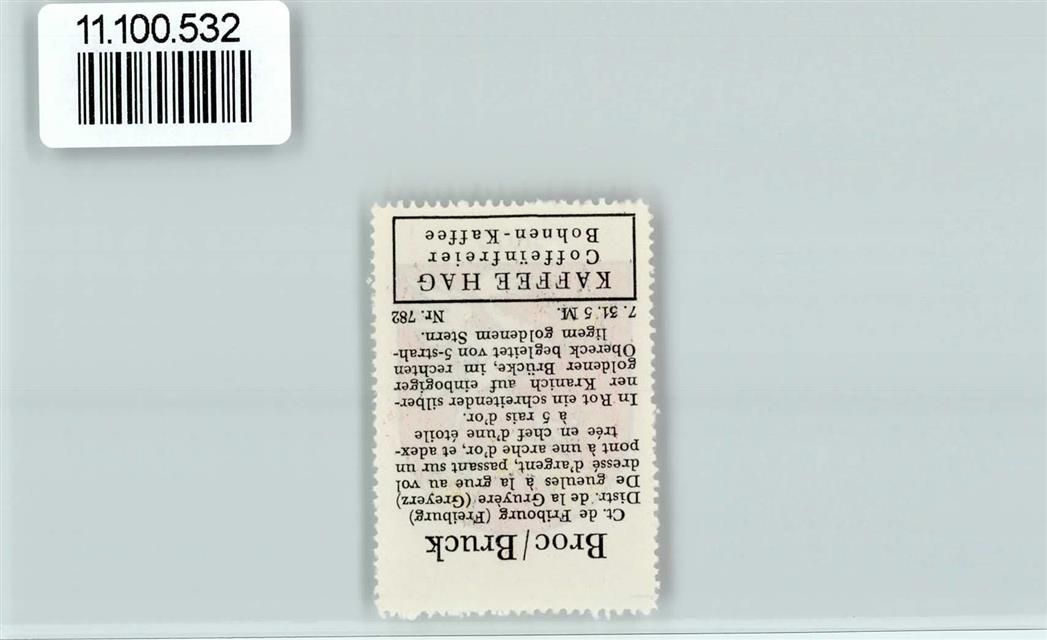 11.100.532
Broc/Bruck
Ct. de Fribourg (Freiburg)
Distr. de la Gruyère (Greyerz)
De gueules à la grue au vol
dressé d'argent, passant sur un
pont à une arche d'or, et adex-
trée en chef d'une étoile
à 5 rais d'or.
In Rot ein schreitender silber-
ner Kranich auf einbogiger
goldener Brücke, im rechten
Obereck begleitet von 5-strah-
ligem goldenem Stern.
7. 31. 5 M. Nr. 782
KAFFEE HAG
Coffeïnfreier
Bohnen-Kaffee